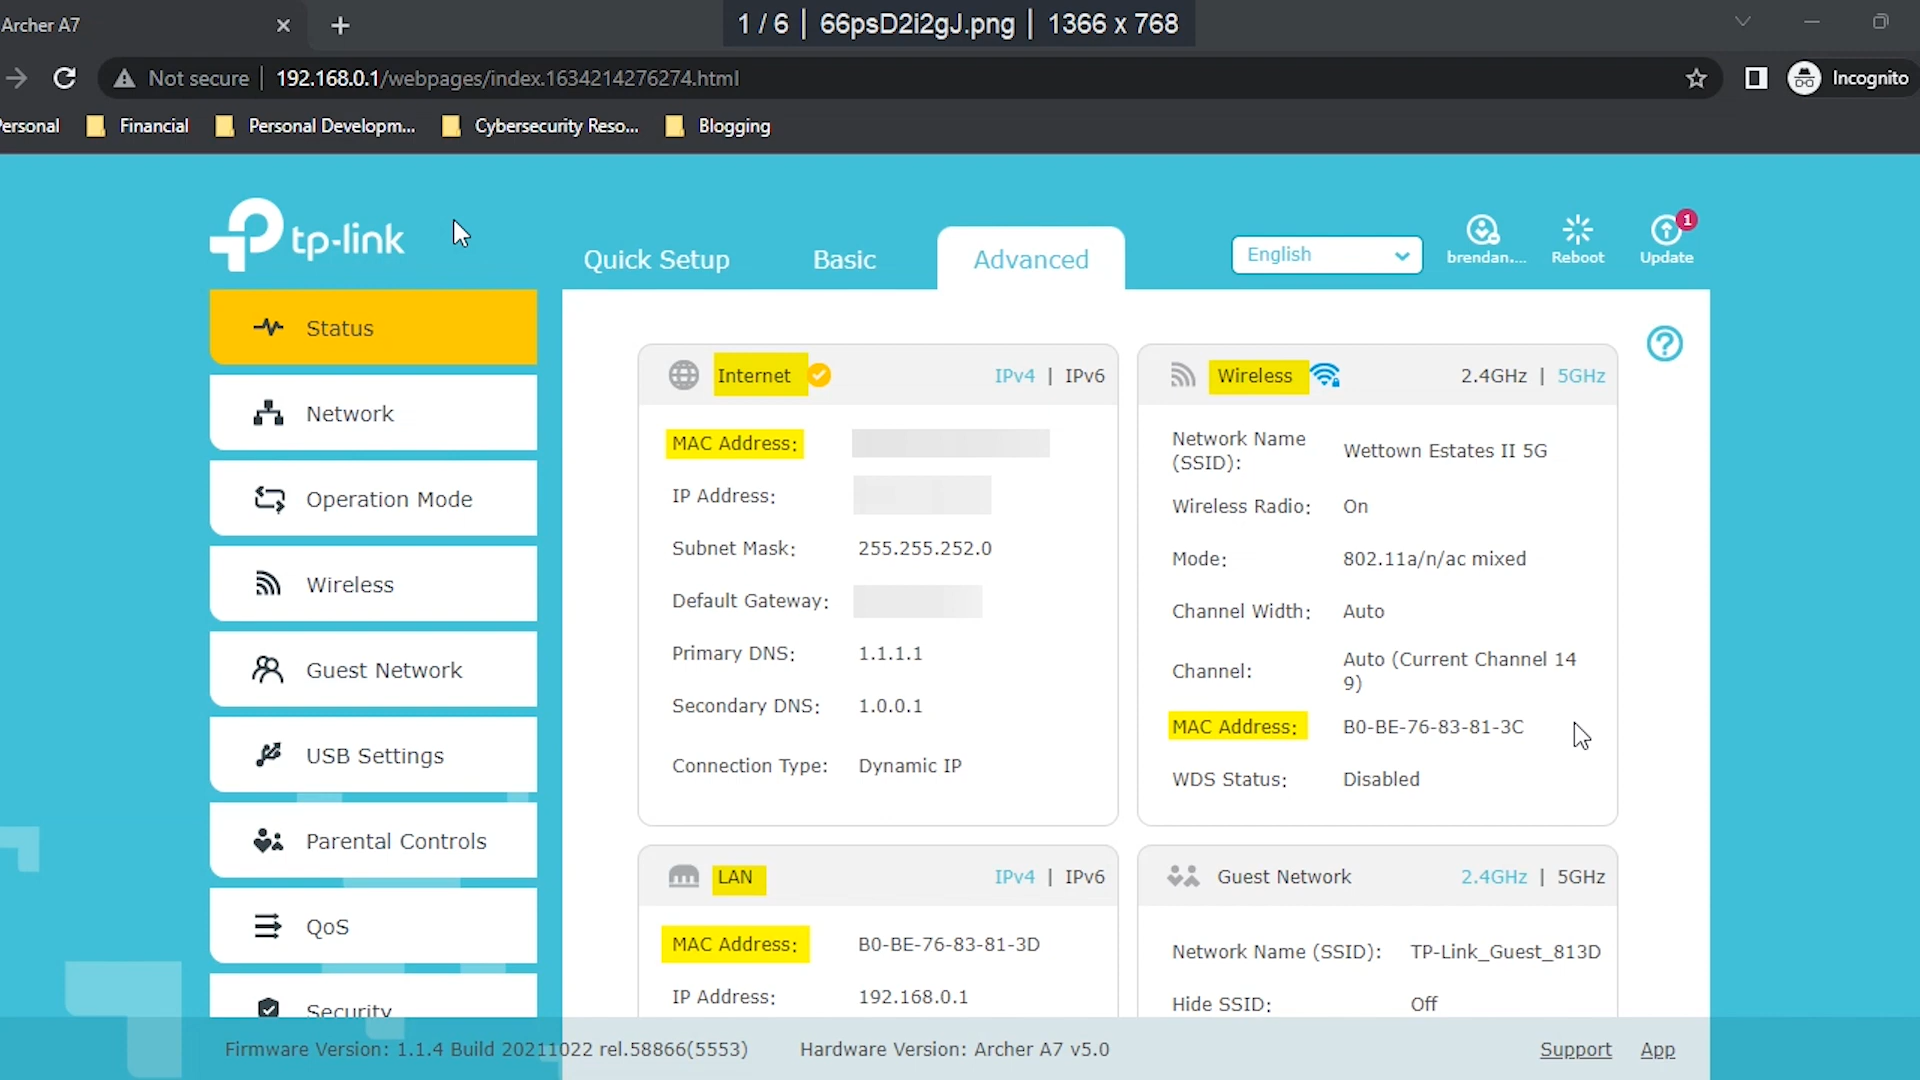 Archer A7
1 / 6 | 66psD2i2gJ.png | 1366 x 768
Not secure | 192.168.0.1/webpages/index.1634214276274.html
Incognito
ersonal
Financial
Personal Developm...
Cybersecurity Reso...
Blogging
tp-link
Quick Setup
Basic
Advanced
English
brendan....
Reboot
Update
1
Status
Network
Operation Mode
Wireless
Guest Network
USB Settings
Parental Controls
QoS
Security
Internet
IPv4 | IPv6
MAC Address:
IP Address:
Subnet Mask: 255.255.252.0
Default Gateway:
Primary DNS: 1.1.1.1
Secondary DNS: 1.0.0.1
Connection Type: Dynamic IP
Wireless
2.4GHz | 5GHz
Network Name
(SSID):
Wettown Estates II 5G
Wireless Radio: On
Mode: 802.11a/n/ac mixed
Channel Width: Auto
Channel:
Auto (Current Channel 14
9)
MAC Address: B0-BE-76-83-81-3C
WDS Status: Disabled
LAN
IPv4 | IPv6
MAC Address: B0-BE-76-83-81-3D
IP Address: 192.168.0.1
Guest Network
2.4GHz | 5GHz
Network Name (SSID): TP-Link_Guest_813D
Hide SSID: Off
Firmware Version: 1.1.4 Build 20211022 rel.58866(5553)
Hardware Version: Archer A7 v5.0
Support
App